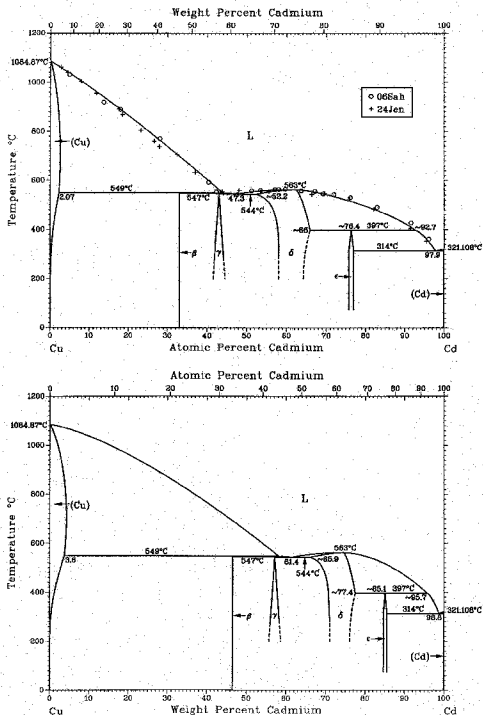 Weight Percent Cadmium
0 10 20 30 40 50 60 70 80 90 100
1200
1084.87°C
1000
06Sah
24Jen
800
L
(Cu)
600
563°C
549°C
547°C
47.3
~52.2
544°C
2.07
~65
~76.4
397°C
~92.7
400
314°C
321.108°C
97.9
β
γ
δ
ε
200
(Cd)
0
Temperature °C
0 10 20 30 40 50 60 70 80 90 100
Cu
Atomic Percent Cadmium
Cd
Atomic Percent Cadmium
0 10 20 30 40 50 60 70 80 90 100
1200
1084.87°C
1000
800
L
(Cu)
600
563°C
549°C
547°C
61.4
~65.9
544°C
3.6
~77.4
~85.1
397°C
~95.7
400
314°C
321.108°C
98.8
β
γ
δ
ε
200
(Cd)
0
Temperature °C
0 10 20 30 40 50 60 70 80 90 100
Cu
Weight Percent Cadmium
Cd